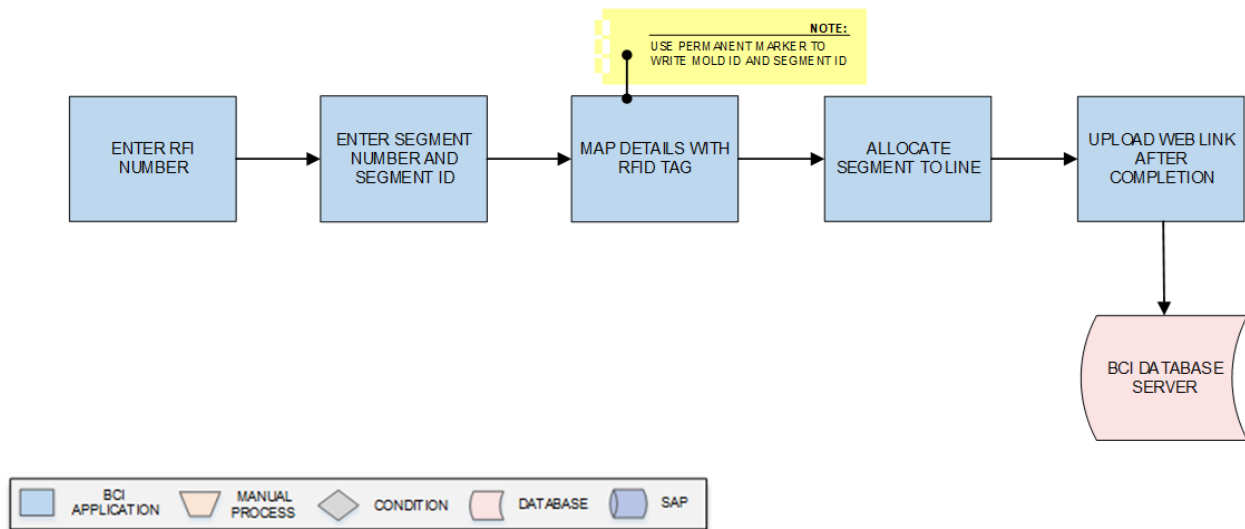 NOTE:
USE PERMANENT MARKER TO
WRITE MOLD ID AND SEGMENT ID
ENTER RFI
NUMBER
ENTER SEGMENT
NUMBER AND
SEGMENT ID
MAP DETAILS WITH
RFID TAG
ALLOCATE
SEGMENT TO LINE
UPLOAD WEB LINK
AFTER
COMPLETION
BCI DATABASE
SERVER
BCI
APPLICATION
MANUAL
PROCESS
CONDITION
DATABASE
SAP